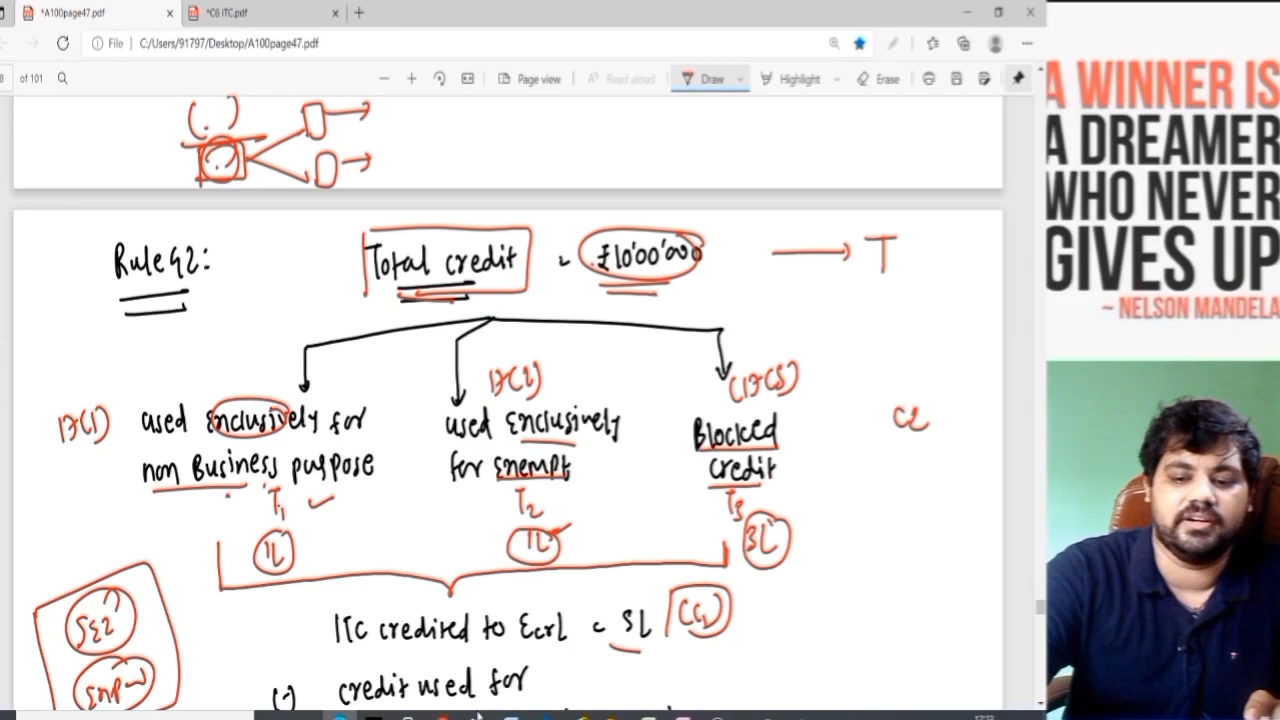 *A100page47.pdf
*C6 ITC.pdf
File C:/Users/91797/Desktop/A100page47.pdf
of 101
Page view
Read aloud
Draw
Highlight
Erase
Rule 42:
Total credit = ₹10'00'000 → T
17(1)
used Exclusively for
non Business purpose
T1
1L
17(2)
used Exclusively
for Exempt
T2
1L
17(5)
Blocked
credit
T3
3L
ITC credited to Ecrl = 5L
(-) credit used for
SEZ
A WINNER IS
A DREAMER
WHO NEVER
GIVES UP
~ NELSON MANDELA